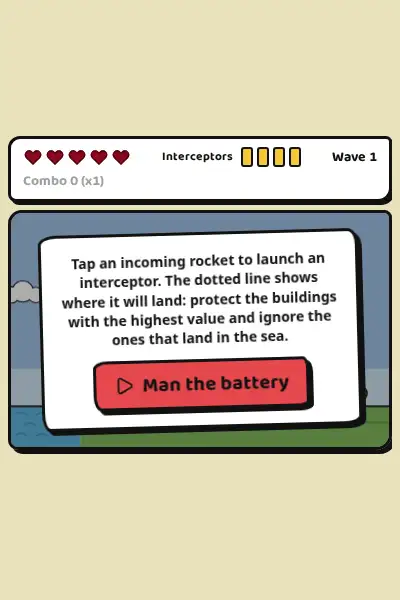 Interceptors
Wave 1
Combo 0 (x1)
Tap an incoming rocket to launch an
interceptor. The dotted line shows
where it will land: protect the buildings
with the highest value and ignore the
ones that land in the sea.
Man the battery